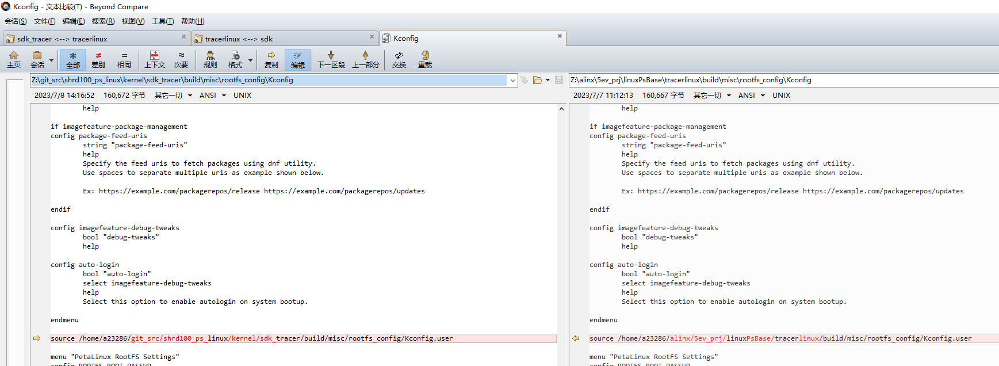 Kconfig - 文本比较(T) - Beyond Compare
会话(S) 文件(F) 编辑(E) 搜索(R) 视图(V) 工具(T) 帮助(H)
sdk_tracer <--> tracerlinux × tracerlinux <--> sdk × Kconfig ×
主页 会话 全部 差别 相同 上下文 次要 规则 格式 复制 编辑 下一区段 上一部分 交换 重载
Z:\git_src\shrd100_ps_linux\kernel\sdk_tracer\build\misc\rootfs_config\Kconfig
2023/7/8 14:16:52 160,672 字节 其它一切 ANSI UNIX
help
if imagefeature-package-management
config package-feed-uris
string "package-feed-uris"
help
Specify the feed uris to fetch packages using dnf utility.
Use spaces to separate multiple uris as example shown below.
Ex: https://example.com/packagerepos/release https://example.com/packagerepos/updates
endif
config imagefeature-debug-tweaks
bool "debug-tweaks"
help
config auto-login
bool "auto-login"
select imagefeature-debug-tweaks
help
Select this option to enable autologin on system bootup.
endmenu
source /home/a23286/git_src/shrd100_ps_linux/kernel/sdk_tracer/build/misc/rootfs_config/Kconfig.user
menu "PetaLinux RootFS Settings"
config ROOTFS_ROOT_PASSWD
Z:\alinx\5ev_prj\linuxPsBase\tracerlinux\build\misc\rootfs_config\Kconfig
2023/7/7 11:12:13 160,667 字节 其它一切 ANSI UNIX
help
if imagefeature-package-management
config package-feed-uris
string "package-feed-uris"
help
Specify the feed uris to fetch packages using dnf utility.
Use spaces to separate multiple uris as example shown below.
Ex: https://example.com/packagerepos/release https://example.com/packagerepos/updates
endif
config imagefeature-debug-tweaks
bool "debug-tweaks"
help
config auto-login
bool "auto-login"
select imagefeature-debug-tweaks
help
Select this option to enable autologin on system bootup.
endmenu
source /home/a23286/alinx/5ev_prj/linuxPsBase/tracerlinux/build/misc/rootfs_config/Kconfig.user
menu "PetaLinux RootFS Settings"
config ROOTFS_ROOT_PASSWD